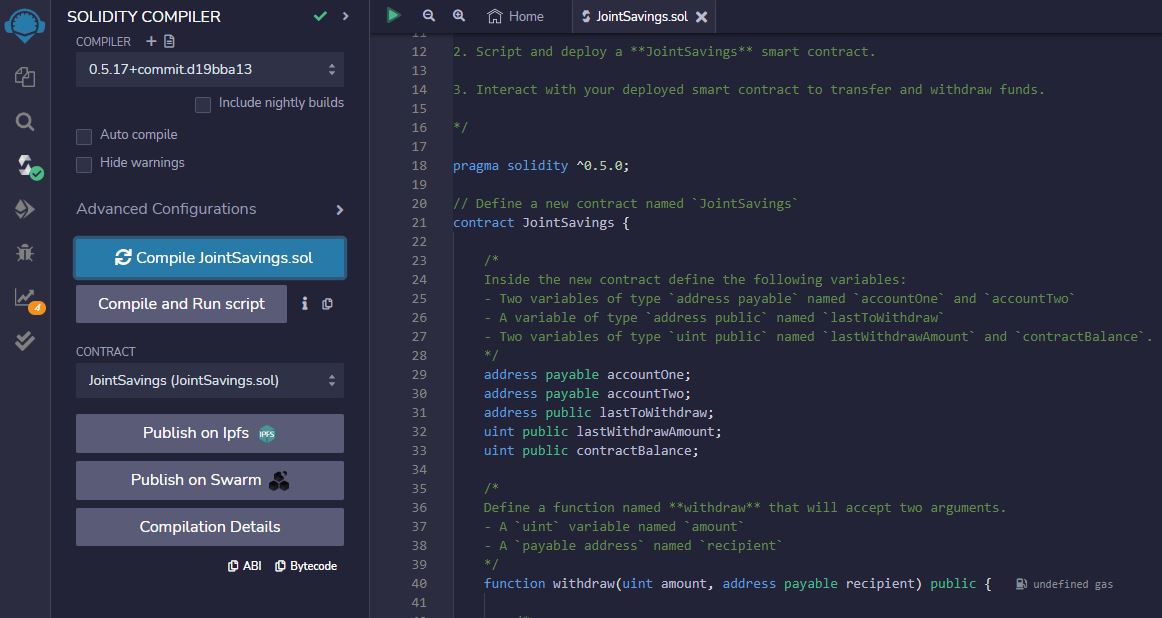 SOLIDITY COMPILER
COMPILER
0.5.17+commit.d19bba13
Include nightly builds
Auto compile
Hide warnings
Advanced Configurations
Compile JointSavings.sol
Compile and Run script
CONTRACT
JointSavings (JointSavings.sol)
Publish on Ipfs IPFS
Publish on Swarm
Compilation Details
ABI Bytecode
4
Home JointSavings.sol
11
12 2. Script and deploy a **JointSavings** smart contract.
13
14 3. Interact with your deployed smart contract to transfer and withdraw funds.
15
16 */
17
18 pragma solidity ^0.5.0;
19
20 // Define a new contract named `JointSavings`
21 contract JointSavings {
22
23 /*
24 Inside the new contract define the following variables:
25 - Two variables of type `address payable` named `accountOne` and `accountTwo`
26 - A variable of type `address public` named `lastToWithdraw`
27 - Two variables of type `uint public` named `lastWithdrawAmount` and `contractBalance`.
28 */
29 address payable accountOne;
30 address payable accountTwo;
31 address public lastToWithdraw;
32 uint public lastWithdrawAmount;
33 uint public contractBalance;
34
35 /*
36 Define a function named **withdraw** that will accept two arguments.
37 - A `uint` variable named `amount`
38 - A `payable address` named `recipient`
39 */
40 function withdraw(uint amount, address payable recipient) public { undefined gas
41